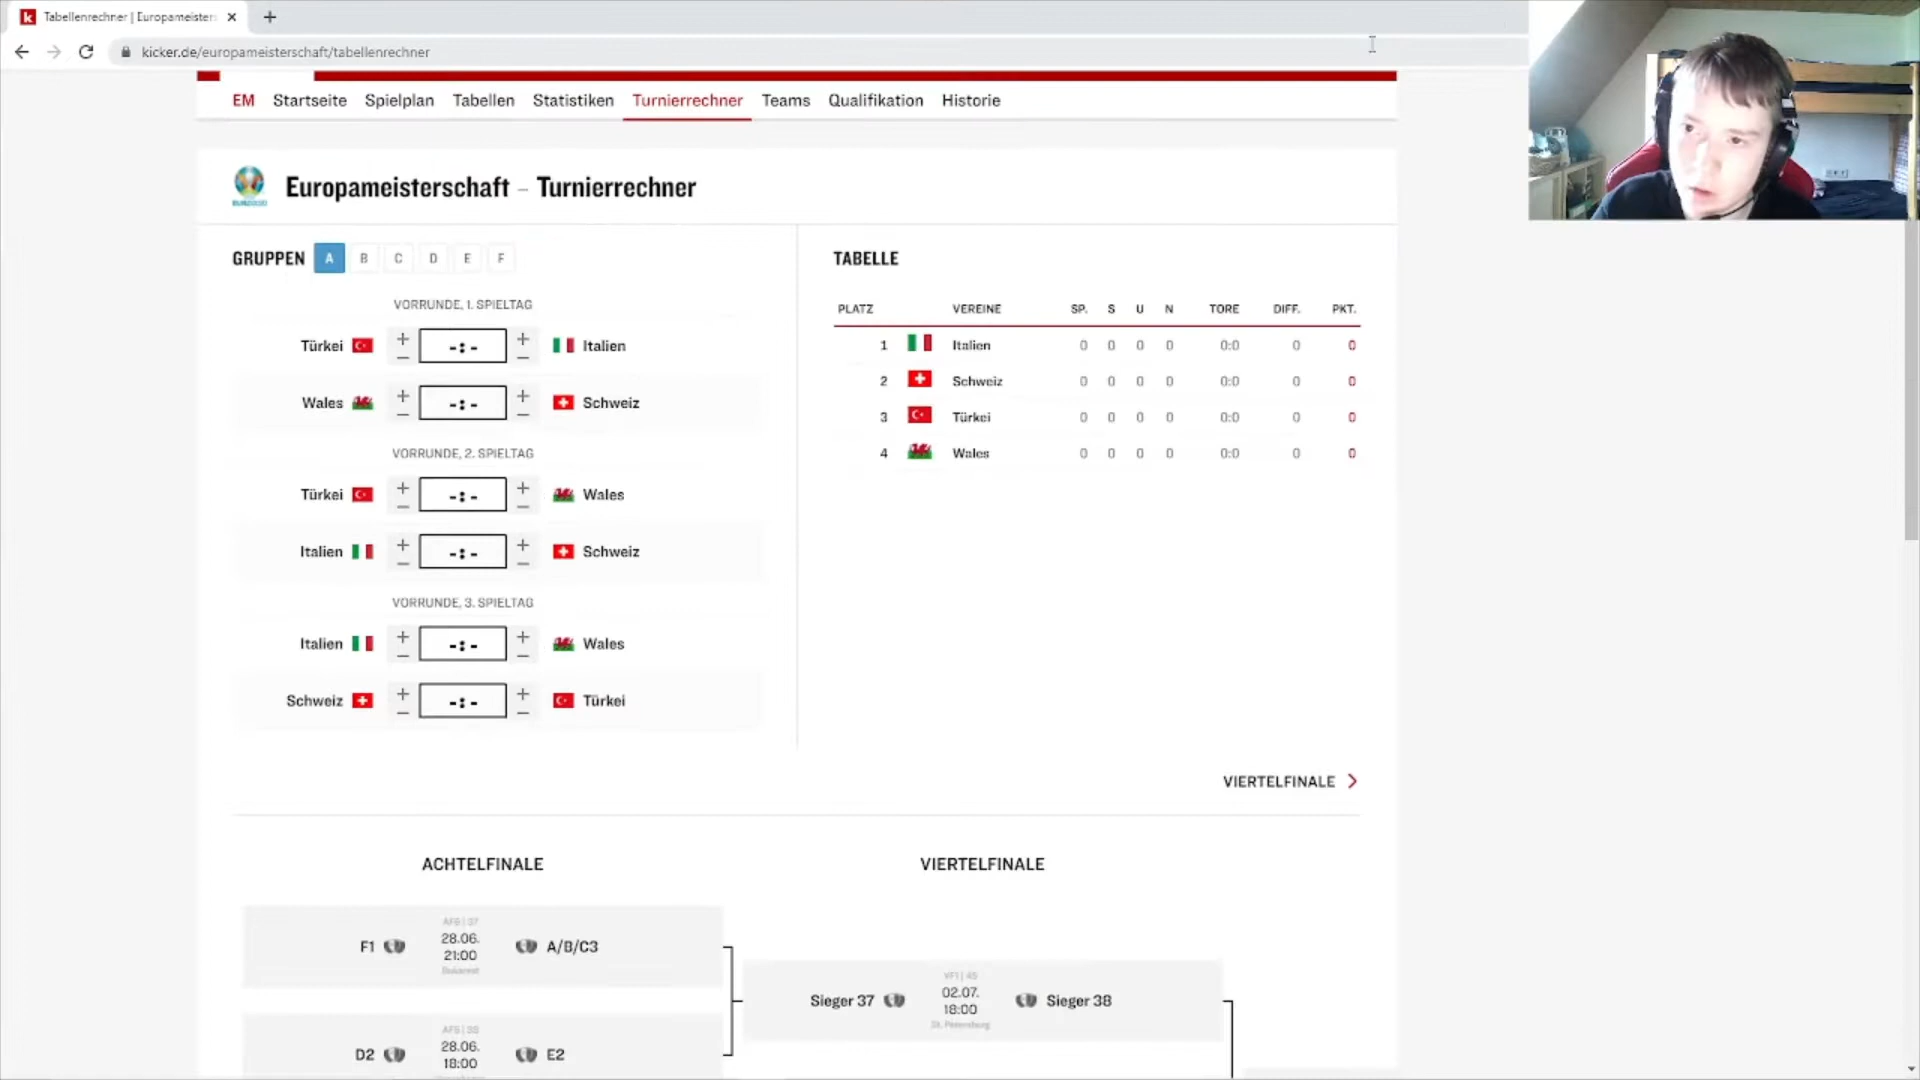 Tabellenrechner | Europameister
kicker.de/europameisterschaft/tabellenrechner
EM Startseite Spielplan Tabellen Statistiken Turnierrechner Teams Qualifikation Historie
Europameisterschaft – Turnierrechner
GRUPPEN A B C D E F
VORRUNDE, 1. SPIELTAG
Türkei + − -:- + − Italien
Wales + − -:- + − Schweiz
VORRUNDE, 2. SPIELTAG
Türkei + − -:- + − Wales
Italien + − -:- + − Schweiz
VORRUNDE, 3. SPIELTAG
Italien + − -:- + − Wales
Schweiz + − -:- + − Türkei
TABELLE
PLATZ VEREINE SP. S U N TORE DIFF. PKT.
1 Italien 0 0 0 0 0:0 0 0
2 Schweiz 0 0 0 0 0:0 0 0
3 Türkei 0 0 0 0 0:0 0 0
4 Wales 0 0 0 0 0:0 0 0
VIERTELFINALE
ACHTELFINALE
F1 28.06. 21:00 Bukarest A/B/C3
D2 28.06. 18:00 E2
VIERTELFINALE
Sieger 37 02.07. 18:00 St. Petersburg Sieger 38